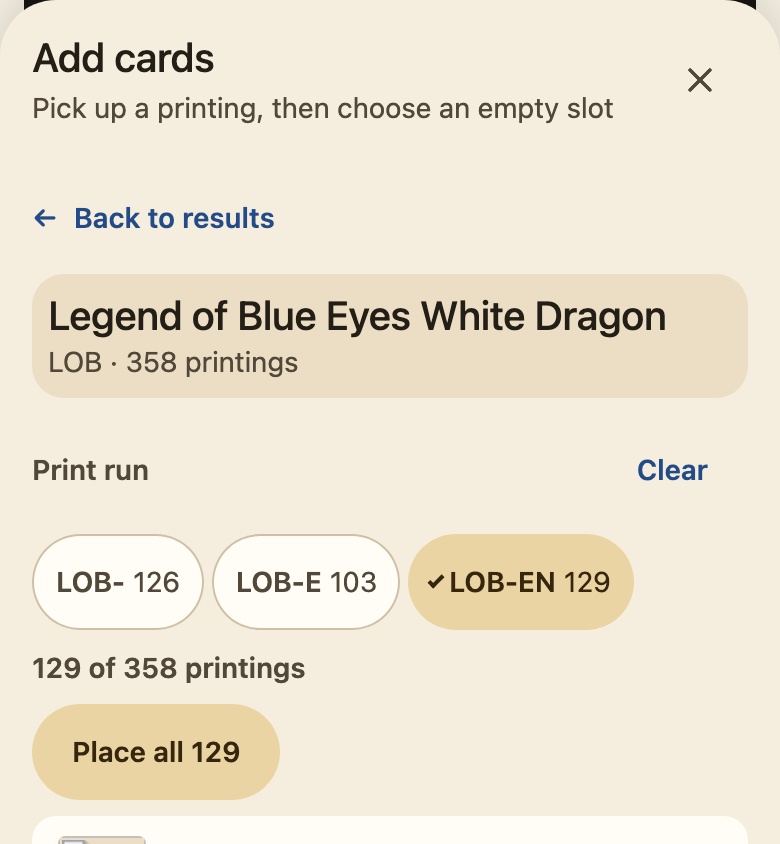 Add cards
Pick up a printing, then choose an empty slot
← Back to results
Legend of Blue Eyes White Dragon
LOB · 358 printings
Print run
Clear
LOB- 126
LOB-E 103
✓LOB-EN 129
129 of 358 printings
Place all 129